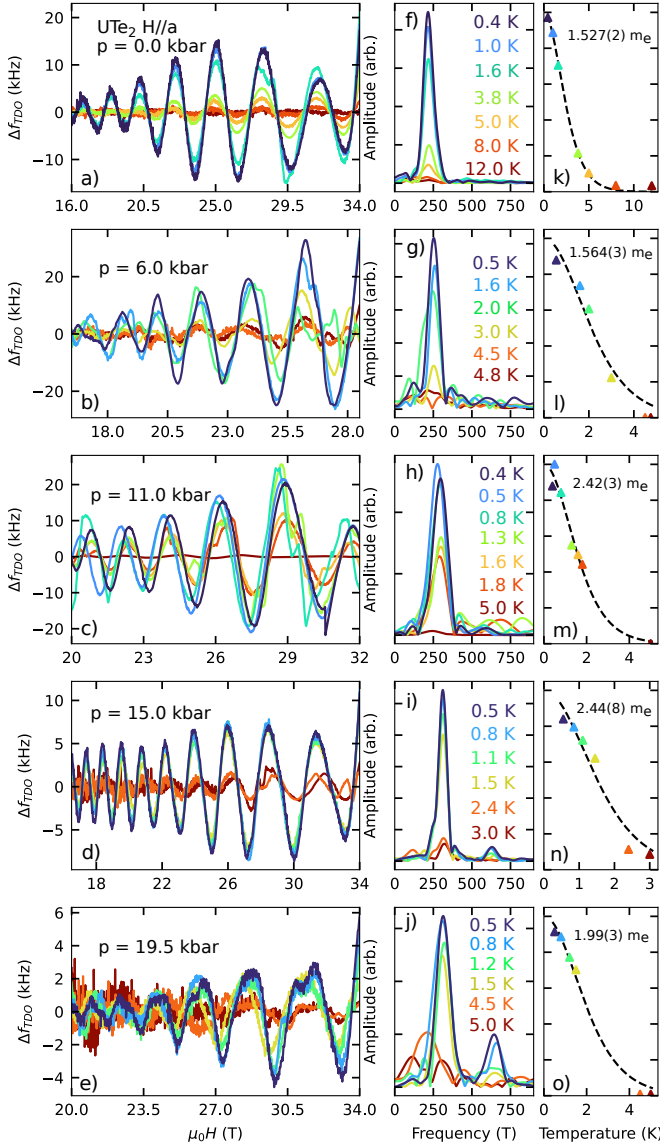 UTe2 H//a
p = 0.0 kbar
Δf_TDO (kHz)
20
10
0
−10
a)
16.0 20.5 25.0 29.5 34.0
Amplitude (arb.)
f)
0.4 K
1.0 K
1.6 K
3.8 K
5.0 K
8.0 K
12.0 K
0 250 500 750
1.527(2) me
k)
0 5 10
p = 6.0 kbar
Δf_TDO (kHz)
20
0
−20
b)
18.0 20.5 23.0 25.5 28.0
Amplitude (arb.)
g)
0.5 K
1.6 K
2.0 K
3.0 K
4.5 K
4.8 K
0 250 500 750
1.564(3) me
l)
0 2 4
p = 11.0 kbar
Δf_TDO (kHz)
20
10
0
−10
−20
c)
20 23 26 29 32
Amplitude (arb.)
h)
0.4 K
0.5 K
0.8 K
1.3 K
1.6 K
1.8 K
5.0 K
0 250 500 750
2.42(3) me
m)
0 2 4
p = 15.0 kbar
Δf_TDO (kHz)
10
5
0
−5
d)
18 22 26 30 34
Amplitude (arb.)
i)
0.5 K
0.8 K
1.1 K
1.5 K
2.4 K
3.0 K
0 250 500 750
2.44(8) me
n)
0 1 2 3
p = 19.5 kbar
Δf_TDO (kHz)
6
4
2
0
−2
−4
e)
20.0 23.5 27.0 30.5 34.0
μ0H (T)
Amplitude (arb.)
j)
0.5 K
0.8 K
1.2 K
1.5 K
4.5 K
5.0 K
0 250 500 750
Frequency (T)
1.99(3) me
o)
0 2 4
Temperature (K)